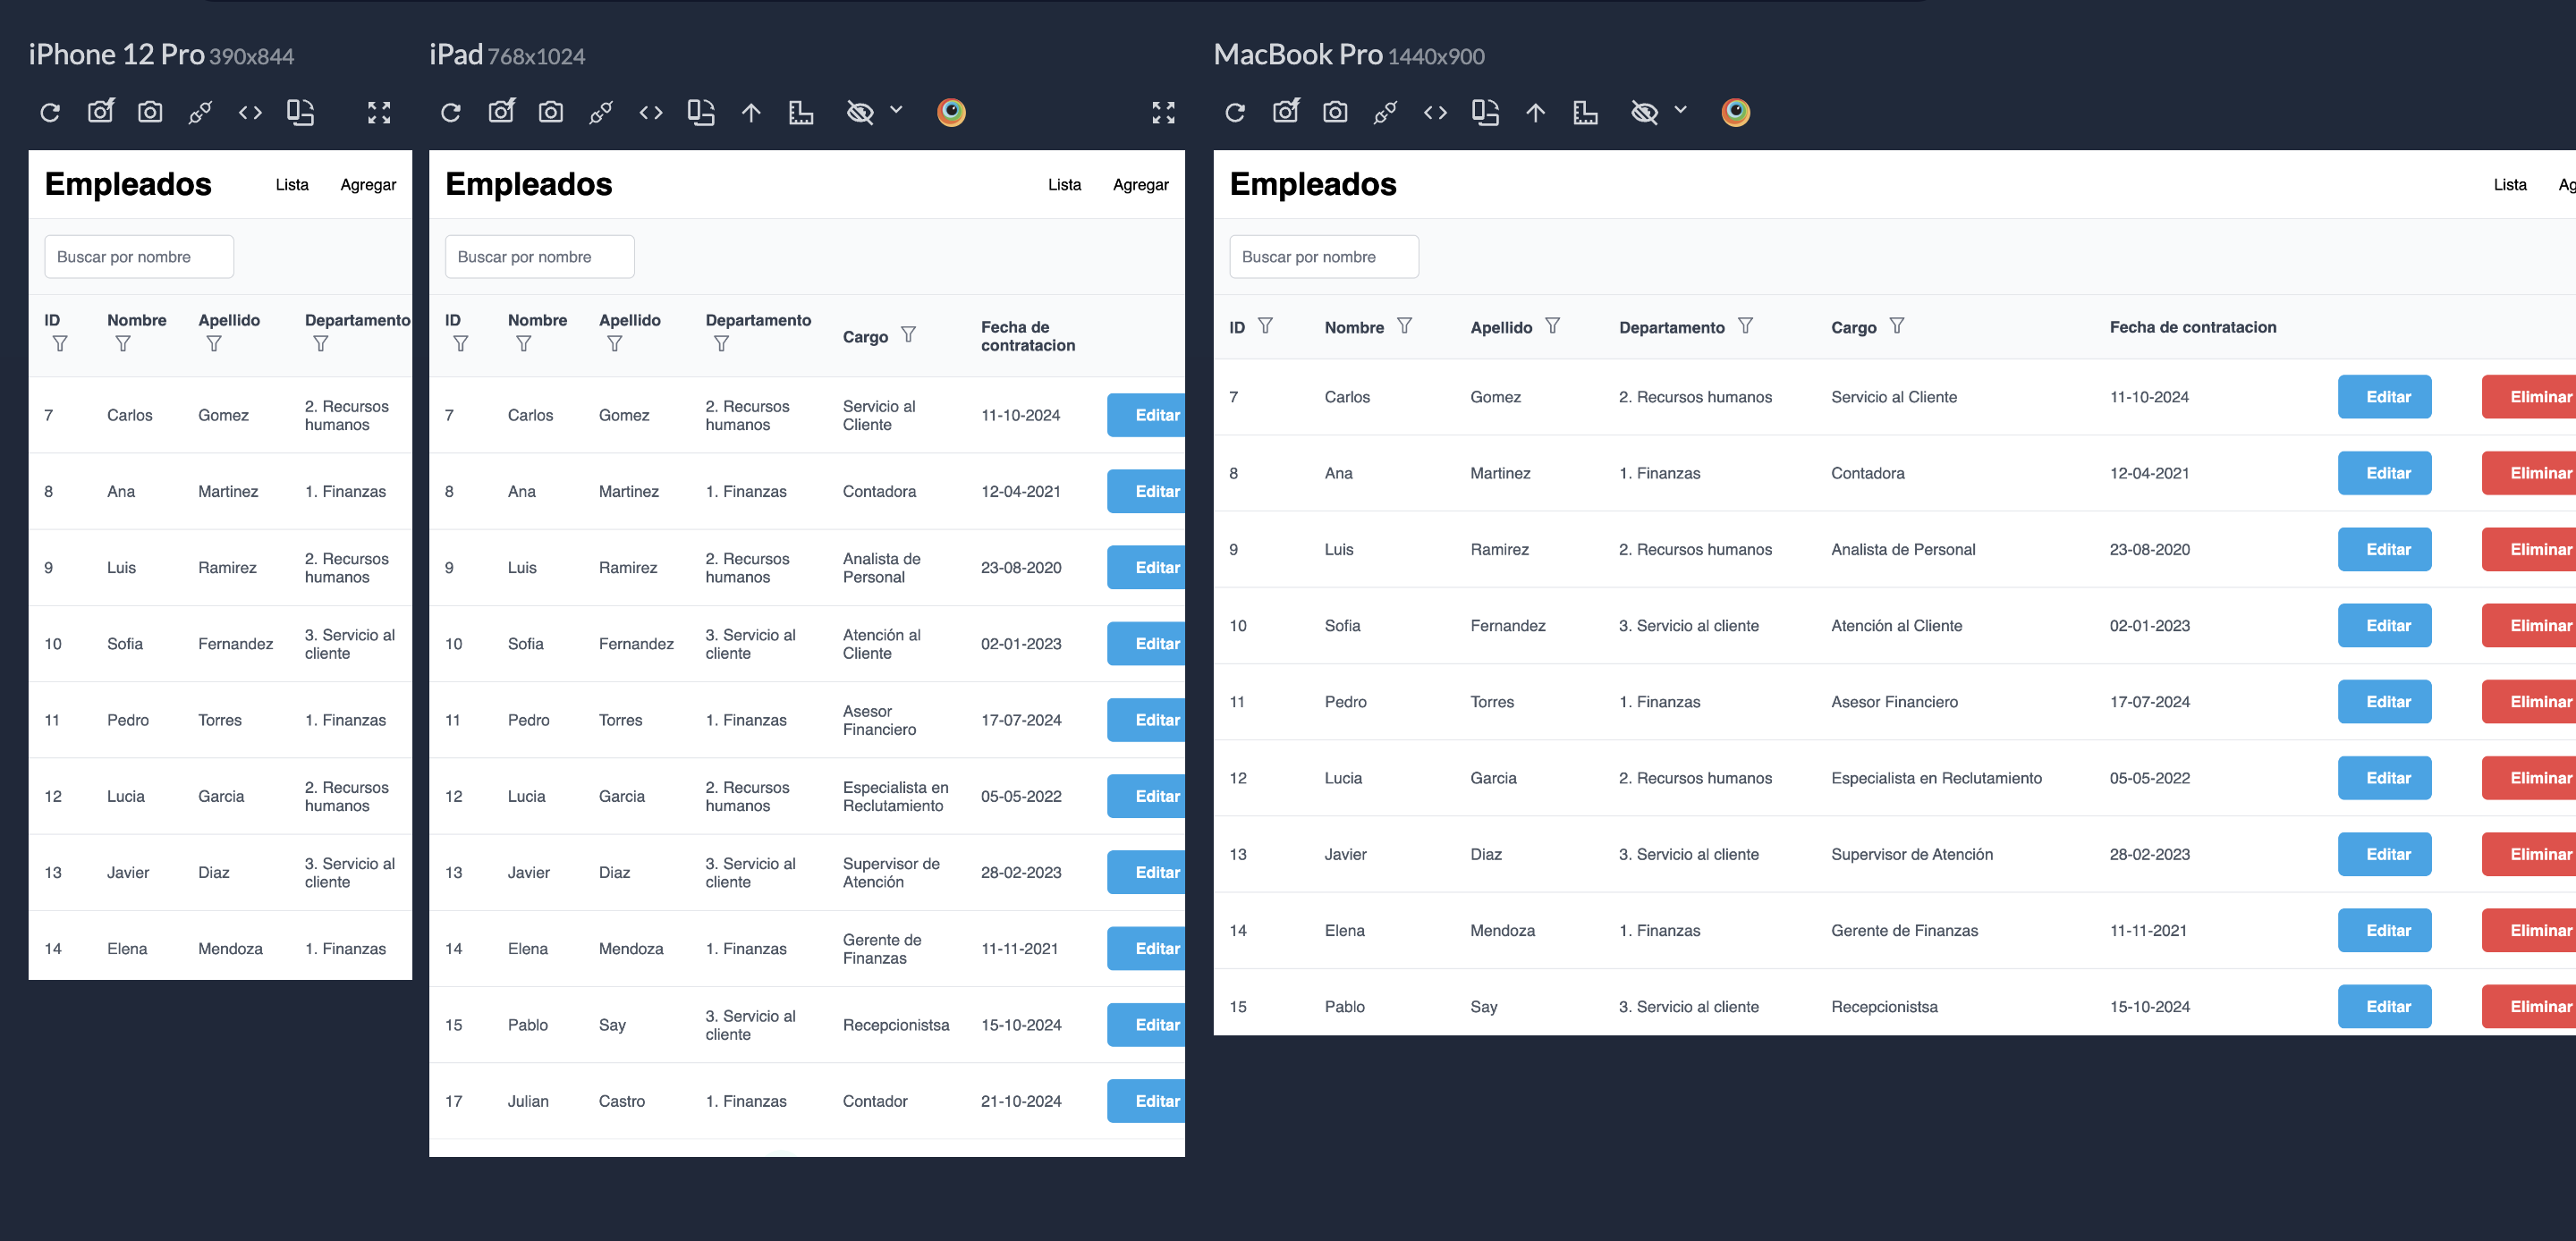 iPhone 12 Pro 390x844
Empleados Lista Agregar
Buscar por nombre
ID Nombre Apellido Departamento
7 Carlos Gomez 2. Recursos humanos
8 Ana Martinez 1. Finanzas
9 Luis Ramirez 2. Recursos humanos
10 Sofia Fernandez 3. Servicio al cliente
11 Pedro Torres 1. Finanzas
12 Lucia Garcia 2. Recursos humanos
13 Javier Diaz 3. Servicio al cliente
14 Elena Mendoza 1. Finanzas
iPad 768x1024
Empleados Lista Agregar
Buscar por nombre
ID Nombre Apellido Departamento Cargo Fecha de contratacion
7 Carlos Gomez 2. Recursos humanos Servicio al Cliente 11-10-2024 Editar
8 Ana Martinez 1. Finanzas Contadora 12-04-2021 Editar
9 Luis Ramirez 2. Recursos humanos Analista de Personal 23-08-2020 Editar
10 Sofia Fernandez 3. Servicio al cliente Atención al Cliente 02-01-2023 Editar
11 Pedro Torres 1. Finanzas Asesor Financiero 17-07-2024 Editar
12 Lucia Garcia 2. Recursos humanos Especialista en Reclutamiento 05-05-2022 Editar
13 Javier Diaz 3. Servicio al cliente Supervisor de Atención 28-02-2023 Editar
14 Elena Mendoza 1. Finanzas Gerente de Finanzas 11-11-2021 Editar
15 Pablo Say 3. Servicio al cliente Recepcionistsa 15-10-2024 Editar
17 Julian Castro 1. Finanzas Contador 21-10-2024 Editar
MacBook Pro 1440x900
Empleados Lista Ag
Buscar por nombre
ID Nombre Apellido Departamento Cargo Fecha de contratacion
7 Carlos Gomez 2. Recursos humanos Servicio al Cliente 11-10-2024 Editar Eliminar
8 Ana Martinez 1. Finanzas Contadora 12-04-2021 Editar Eliminar
9 Luis Ramirez 2. Recursos humanos Analista de Personal 23-08-2020 Editar Eliminar
10 Sofia Fernandez 3. Servicio al cliente Atención al Cliente 02-01-2023 Editar Eliminar
11 Pedro Torres 1. Finanzas Asesor Financiero 17-07-2024 Editar Eliminar
12 Lucia Garcia 2. Recursos humanos Especialista en Reclutamiento 05-05-2022 Editar Eliminar
13 Javier Diaz 3. Servicio al cliente Supervisor de Atención 28-02-2023 Editar Eliminar
14 Elena Mendoza 1. Finanzas Gerente de Finanzas 11-11-2021 Editar Eliminar
15 Pablo Say 3. Servicio al cliente Recepcionistsa 15-10-2024 Editar Eliminar